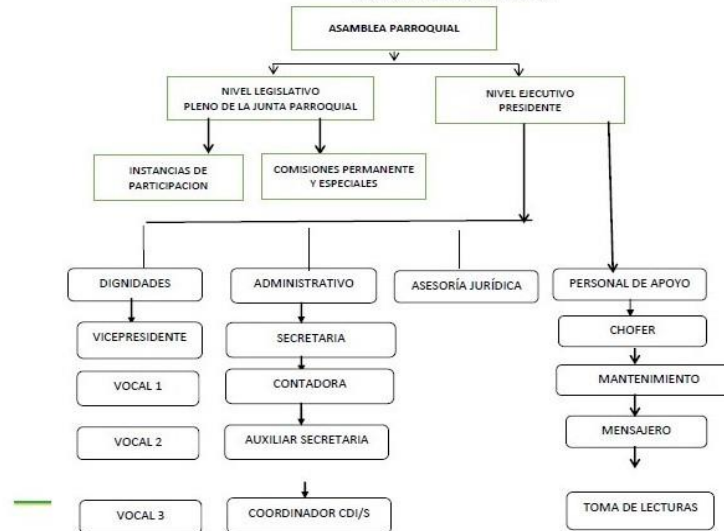 ASAMBLEA PARROQUIAL
NIVEL LEGISLATIVO
PLENO DE LA JUNTA PARROQUIAL
NIVEL EJECUTIVO
PRESIDENTE
INSTANCIAS DE
PARTICIPACION
COMISIONES PERMANENTE
Y ESPECIALES
DIGNIDADES
ADMINISTRATIVO
ASESORÍA JURÍDICA
PERSONAL DE APOYO
VICEPRESIDENTE
SECRETARIA
CHOFER
VOCAL 1
CONTADORA
MANTENIMIENTO
VOCAL 2
AUXILIAR SECRETARIA
MENSAJERO
VOCAL 3
COORDINADOR CDI/S
TOMA DE LECTURAS